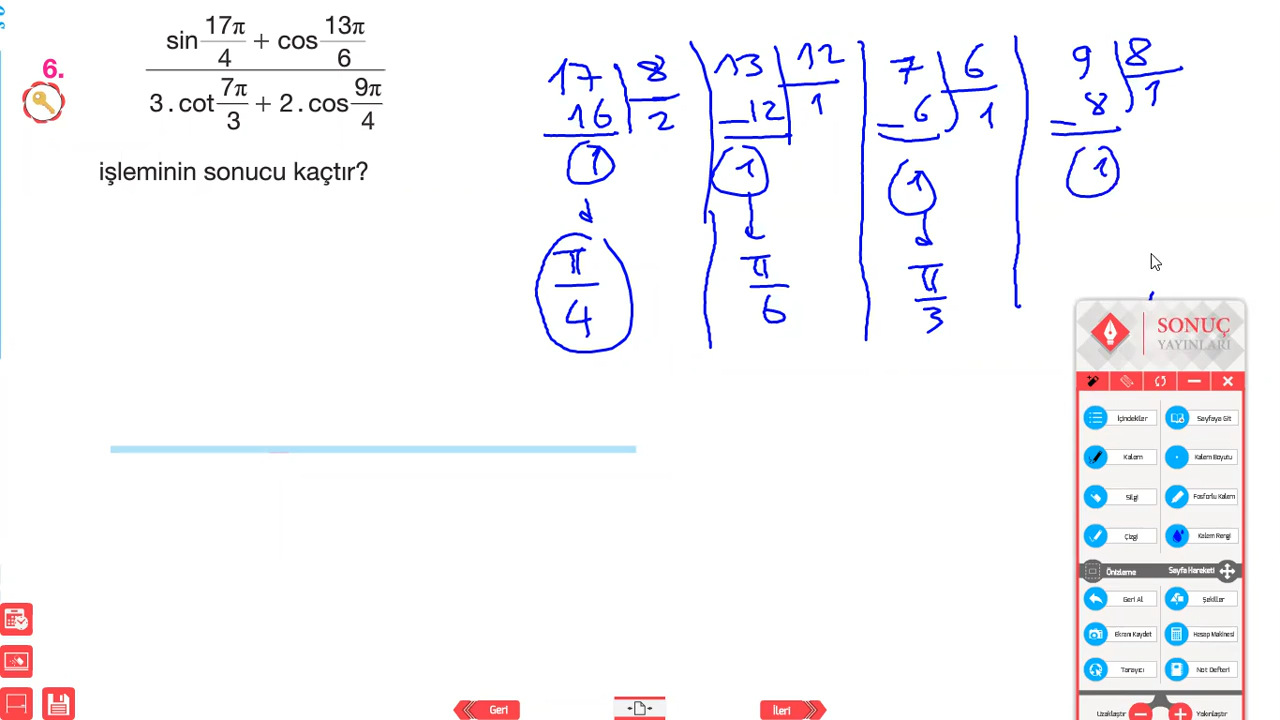 6.
sin 17π/4 + cos 13π/6
3 . cot 7π/3 + 2 . cos 9π/4
işleminin sonucu kaçtır?
17 8
16 2
1
π/4
13 12
_12 1
1
π/6
7 6
_ 6 1
1
π/3
9 8
_ 8 1
1
SONUÇ
YAYINLARI
İçindekiler
Sayfaya Git
Kalem
Kalem Boyutu
Silgi
Fosforlu Kalem
Çizgi
Kalem Rengi
Önizleme
Sayfa Hareketi
Geri Al
Şekiller
Ekranı Kaydet
Hesap Makinesi
Tarayıcı
Not Defteri
Uzaklaştır
Yakınlaştır
Geri
İleri